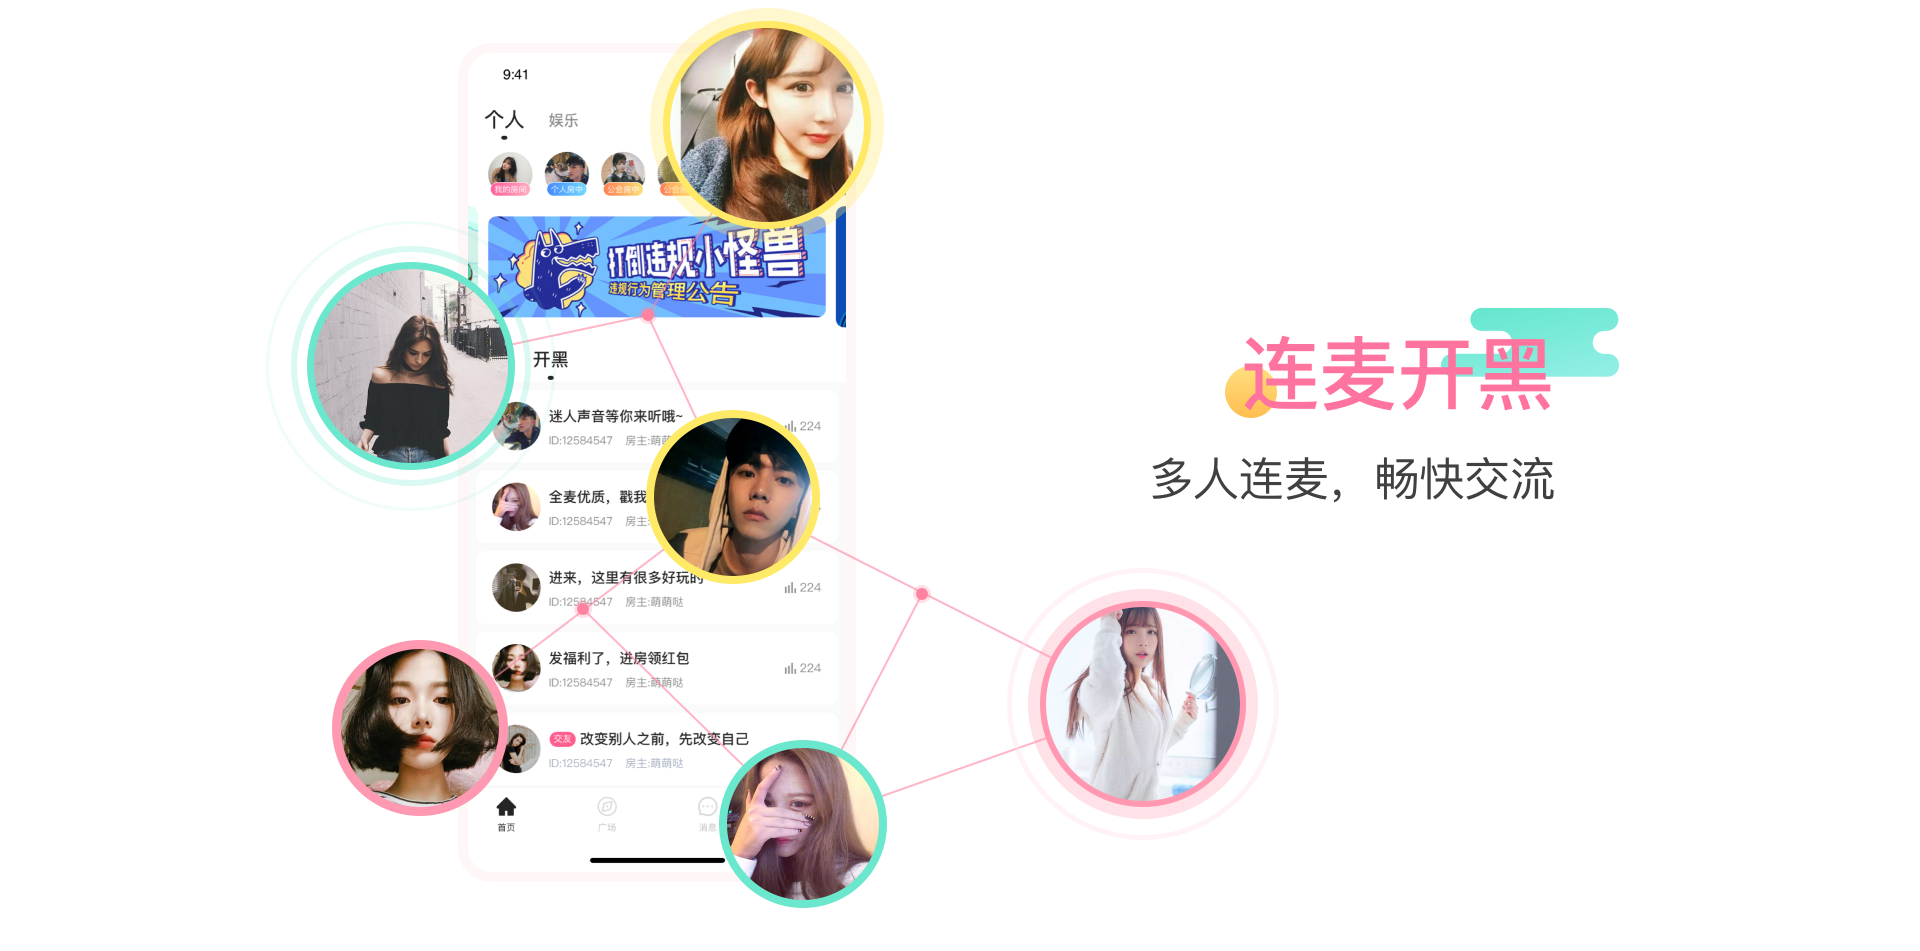 9:41
个人 娱乐
我的房间 个人房中 公会房中
打倒违规小怪兽
违规行为管理公告
开黑
迷人声音等你来听哦~
224
ID:12584547 房主:萌
全麦优质，戳我
ID:12584547 房主:
进来，这里有很多好玩的
224
ID:12584547 房主:萌萌哒
发福利了，进房领红包
224
ID:12584547 房主:萌萌哒
交友 改变别人之前，先改变自己
ID:12584547 房主:萌萌哒
首页 广场 消息
连麦开黑
多人连麦，畅快交流